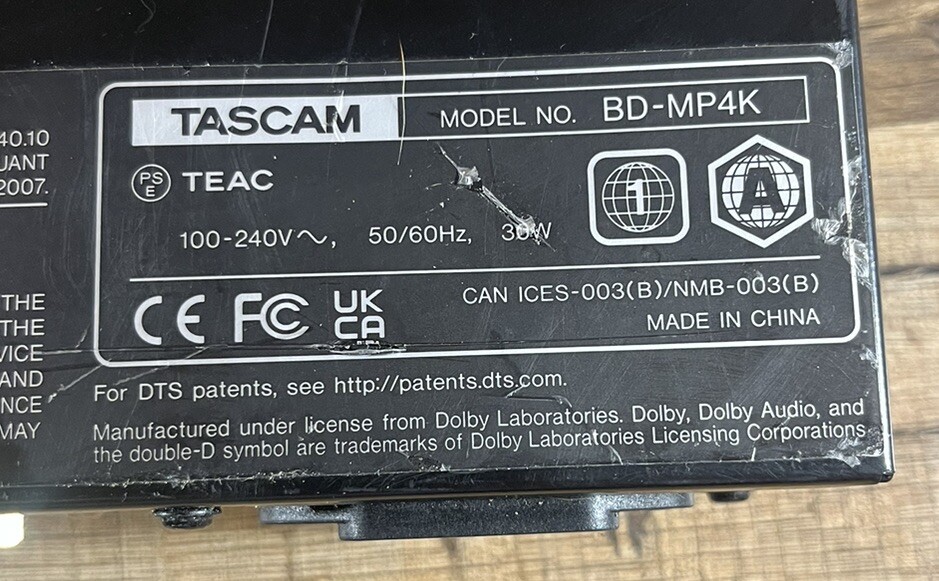 40.10
UANT
2007.
THE
THE
VICE
AND
NCE
MAY
TASCAM MODEL NO. BD-MP4K
PS
E
TEAC
1
A
100-240V～, 50/60Hz, 30W
CE FC UK
CA
CAN ICES-003(B)/NMB-003(B)
MADE IN CHINA
For DTS patents, see http://patents.dts.com.
Manufactured under license from Dolby Laboratories. Dolby, Dolby Audio, and
the double-D symbol are trademarks of Dolby Laboratories Licensing Corporations